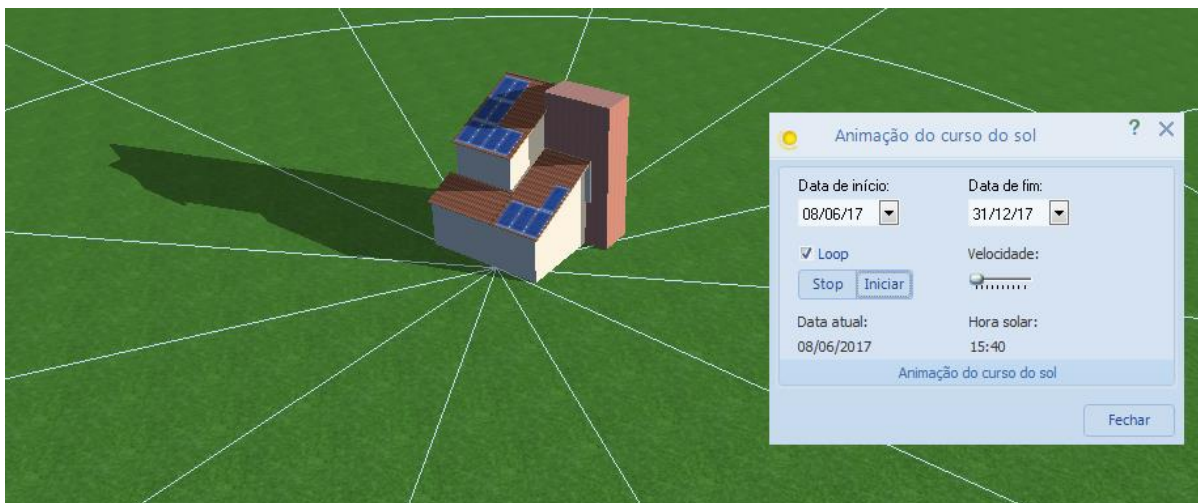 Animação do curso do sol
?
Data de início: Data de fim:
08/06/17 31/12/17
Loop Velocidade:
Stop Iniciar
Data atual: Hora solar:
08/06/2017 15:40
Animação do curso do sol
Fechar